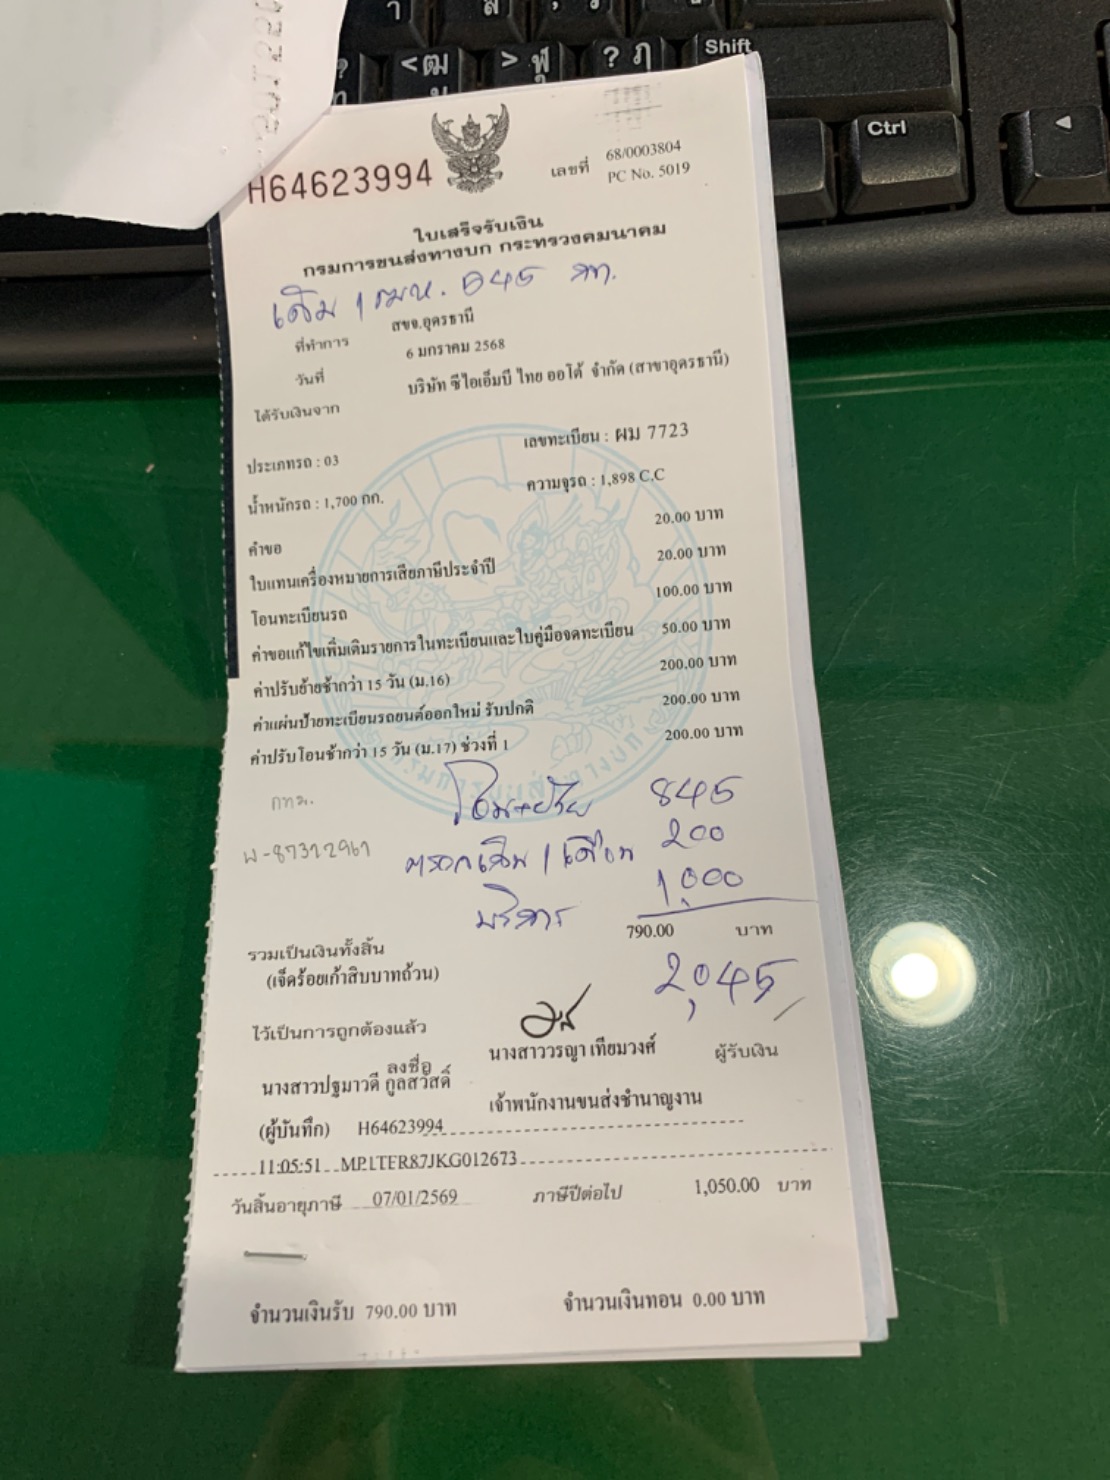 H64623994
เลขที่ 68/0003804
PC No. 5019
ใบเสร็จรับเงิน
กรมการขนส่งทางบก กระทรวงคมนาคม
ที่ทำการ สขจ.อุดรธานี
วันที่ 6 มกราคม 2568
ได้รับเงินจาก บริษัท ซีไอเอ็มบี ไทย ออโต้ จำกัด (สาขาอุดรธานี)
ประเภทรถ : 03 เลขทะเบียน : ผม 7723
น้ำหนักรถ : 1,700 กก. ความจุรถ : 1,898 C.C
คำขอ 20.00 บาท
ใบแทนเครื่องหมายการเสียภาษีประจำปี 20.00 บาท
โอนทะเบียนรถ 100.00 บาท
ค่าขอแก้ไขเพิ่มเติมรายการในทะเบียนและใบคู่มือจดทะเบียน 50.00 บาท
ค่าปรับย้ายช้ากว่า 15 วัน (ม.16) 200.00 บาท
ค่าแผ่นป้ายทะเบียนรถยนต์ออกใหม่ รับปกติ 200.00 บาท
ค่าปรับโอนช้ากว่า 15 วัน (ม.17) ช่วงที่ 1 200.00 บาท
กทม.
โอน+ย้าย 845
พ-87312961
1 เดือน 200
บริการ 1,000
รวมเป็นเงินทั้งสิ้น 790.00 บาท
(เจ็ดร้อยเก้าสิบบาทถ้วน)
2,045
ไว้เป็นการถูกต้องแล้ว
ลงชื่อ นางสาววรญา เทียมวงศ์ ผู้รับเงิน
นางสาวปฐมาวดี กูลสวัสดิ์
เจ้าพนักงานขนส่งชำนาญงาน
(ผู้บันทึก) H64623994
11:05:51 MP1TFR87JKG012673
วันสิ้นอายุภาษี 07/01/2569 ภาษีปีต่อไป 1,050.00 บาท
จำนวนเงินรับ 790.00 บาท จำนวนเงินทอน 0.00 บาท
Shift
Ctrl